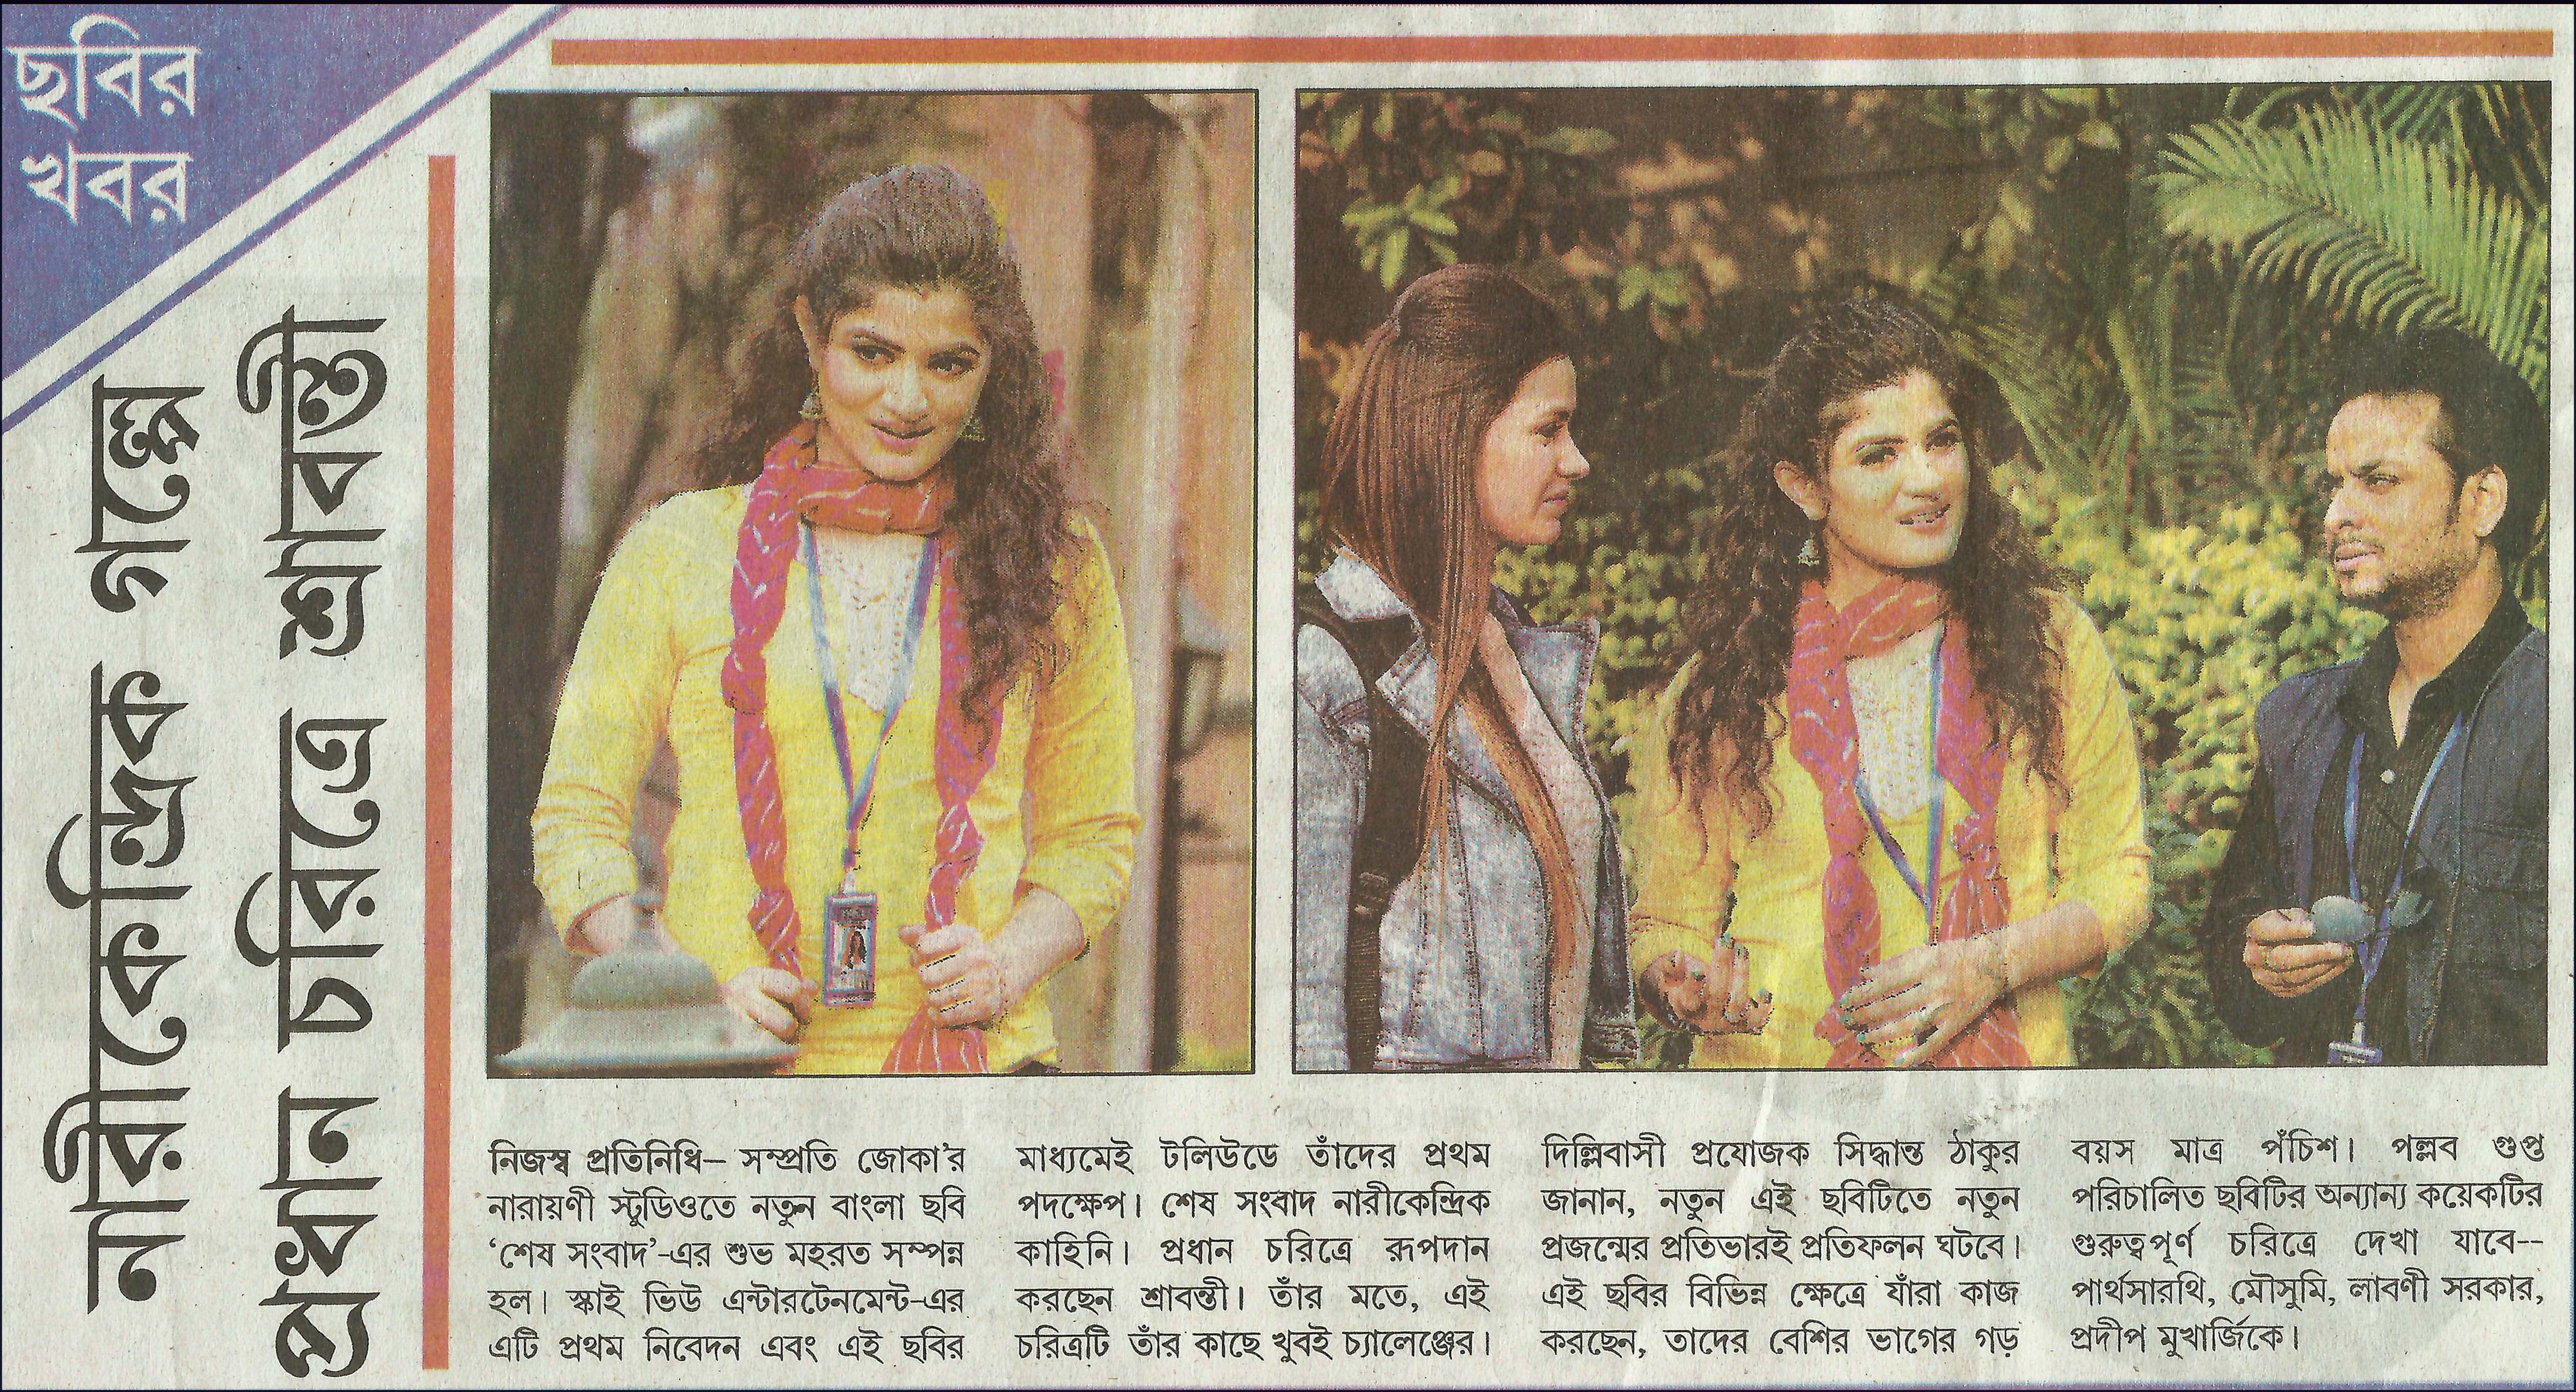 ছবির
খবর
নারীকেন্দ্রিক গল্পে
প্রধান চরিত্রে শ্রাবন্তী
নিজস্ব প্রতিনিধি– সম্প্রতি জোকা'র
নারায়ণী স্টুডিওতে নতুন বাংলা ছবি
'শেষ সংবাদ'-এর শুভ মহরত সম্পন্ন
হল। স্কাই ভিউ এন্টারটেনমেন্ট-এর
এটি প্রথম নিবেদন এবং এই ছবির
মাধ্যমেই টলিউডে তাঁদের প্রথম
পদক্ষেপ। শেষ সংবাদ নারীকেন্দ্রিক
কাহিনি। প্রধান চরিত্রে রূপদান
করছেন শ্রাবন্তী। তাঁর মতে, এই
চরিত্রটি তাঁর কাছে খুবই চ্যালেঞ্জের।
দিল্লিবাসী প্রযোজক সিদ্ধান্ত ঠাকুর
জানান, নতুন এই ছবিটিতে নতুন
প্রজন্মের প্রতিভারই প্রতিফলন ঘটবে।
এই ছবির বিভিন্ন ক্ষেত্রে যাঁরা কাজ
করছেন, তাদের বেশির ভাগের গড়
বয়স মাত্র পঁচিশ। পল্লব গুপ্ত
পরিচালিত ছবিটির অন্যান্য কয়েকটির
গুরুত্বপূর্ণ চরিত্রে দেখা যাবে--
পার্থসারথি, মৌসুমি, লাবণী সরকার,
প্রদীপ মুখার্জিকে।